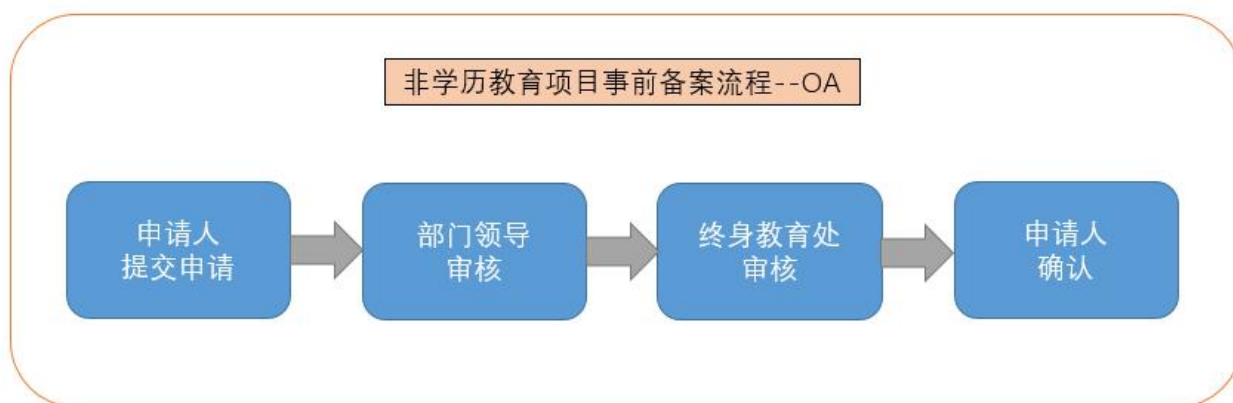 非学历教育项目事前备案流程--OA
申请人
提交申请
部门领导
审核
终身教育处
审核
申请人
确认